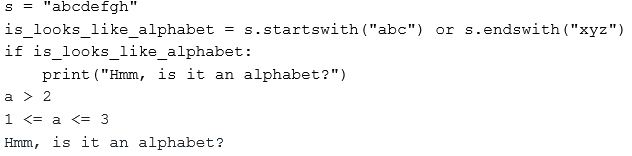 s = "abcdefgh"
is_looks_like_alphabet = s.startswith("abc") or s.endswith("xyz")
if is_looks_like_alphabet:
    print("Hmm, is it an alphabet?")
a > 2
1 <= a <= 3
Hmm, is it an alphabet?